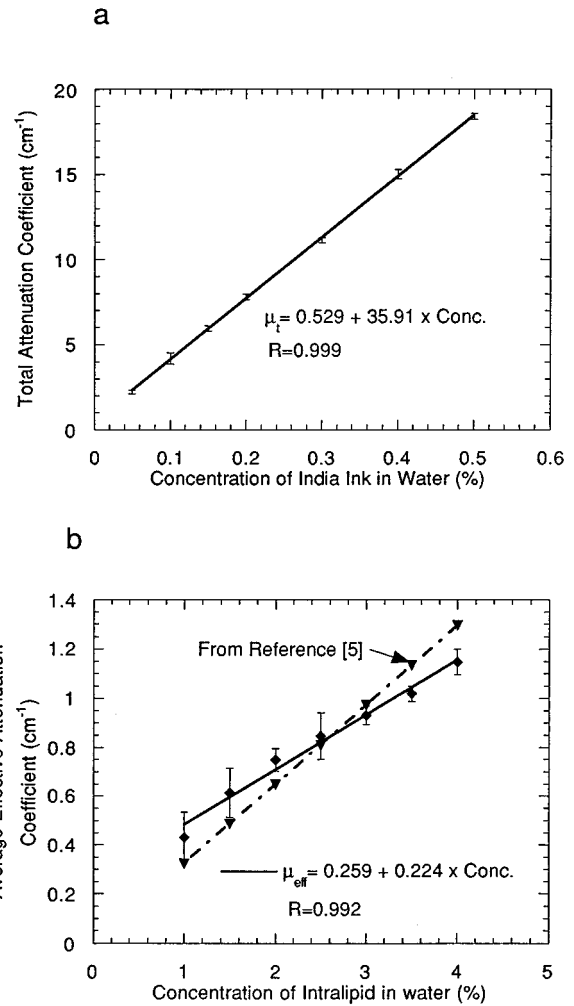 a
20
15
10
5
0
Total Attenuation Coefficient (cm⁻¹)
μt= 0.529 + 35.91 x Conc.
R=0.999
0 0.1 0.2 0.3 0.4 0.5 0.6
Concentration of India Ink in Water (%)
b
1.4
1.2
1
0.8
0.6
0.4
0.2
0
Average Effective Attenuation
Coefficient (cm⁻¹)
From Reference [5]
μeff= 0.259 + 0.224 x Conc.
R=0.992
0 1 2 3 4 5
Concentration of Intralipid in water (%)